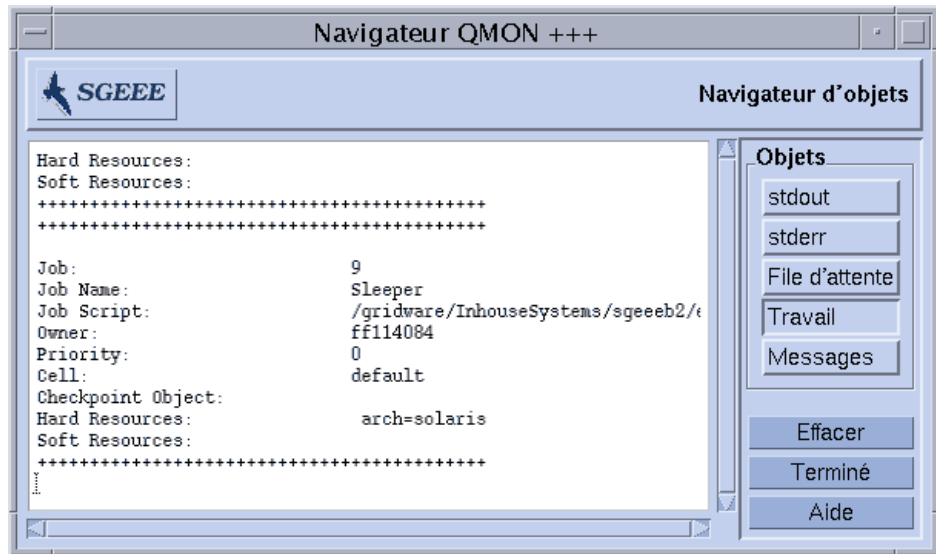 Navigateur QMON +++
SGEEE
Navigateur d'objets
Hard Resources:
Soft Resources:
+++++++++++++++++++++++++++++++++++++++++++
+++++++++++++++++++++++++++++++++++++++++++
Job: 9
Job Name: Sleeper
Job Script: /gridware/InhouseSystems/sgeeeb2/e
Owner: ff114084
Priority: 0
Cell: default
Checkpoint Object:
Hard Resources: arch=solaris
Soft Resources:
+++++++++++++++++++++++++++++++++++++++++++
Objets
stdout
stderr
File d'attente
Travail
Messages
Effacer
Terminé
Aide